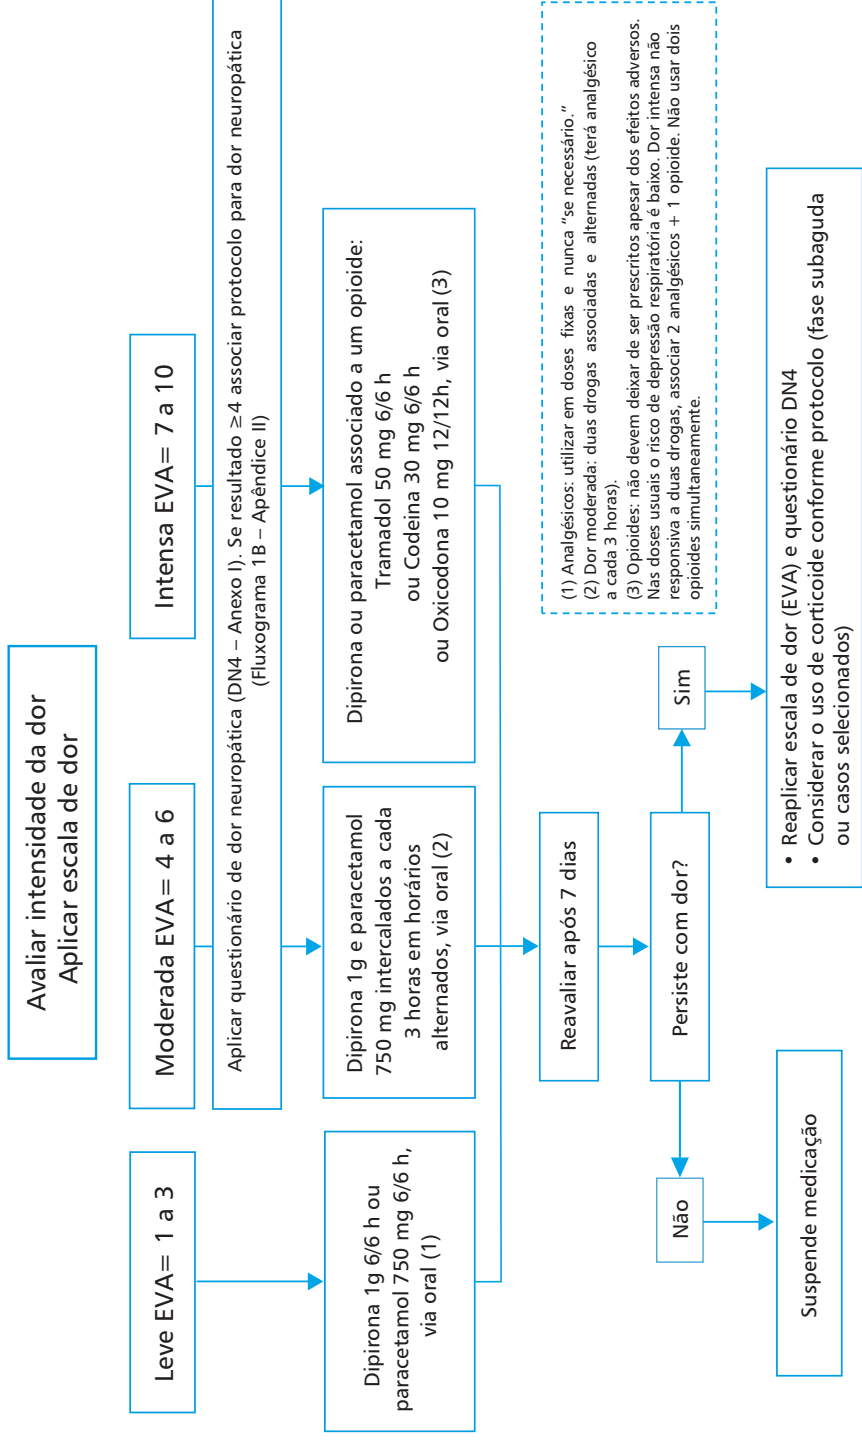 Avaliar intensidade da dor
Aplicar escala de dor
Leve EVA= 1 a 3
Moderada EVA= 4 a 6
Intensa EVA= 7 a 10
Aplicar questionário de dor neuropática (DN4 – Anexo I). Se resultado ≥4 associar protocolo para dor neuropática
(Fluxograma 1B – Apêndice II)
Dipirona 1g 6/6 h ou
paracetamol 750 mg 6/6 h,
via oral (1)
Dipirona 1g e paracetamol
750 mg intercalados a cada
3 horas em horários
alternados, via oral (2)
Dipirona ou paracetamol associado a um opioide:
Tramadol 50 mg 6/6 h
ou Codeina 30 mg 6/6 h
ou Oxicodona 10 mg 12/12h, via oral (3)
Reavaliar após 7 dias
Persiste com dor?
Não
Sim
Suspende medicação
• Reaplicar escala de dor (EVA) e questionário DN4
• Considerar o uso de corticoide conforme protocolo (fase subaguda
ou casos selecionados)
(1) Analgésicos: utilizar em doses fixas e nunca “se necessário.”
(2) Dor moderada: duas drogas associadas e alternadas (terá analgésico
a cada 3 horas).
(3) Opioides: não devem deixar de ser prescritos apesar dos efeitos adversos.
Nas doses usuais o risco de depressão respiratória é baixo. Dor intensa não
responsiva a duas drogas, associar 2 analgésicos + 1 opioide. Não usar dois
opioides simultaneamente.